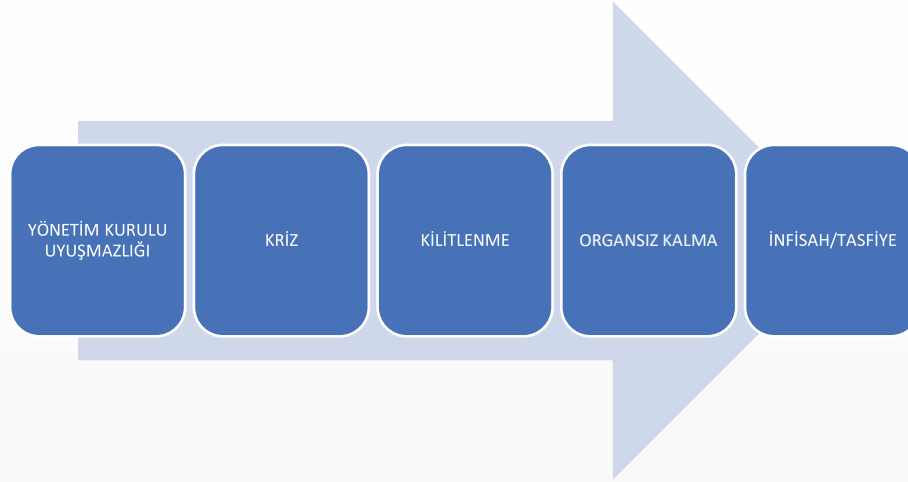 YÖNETİM KURULU
UYUŞMAZLIĞI
KRİZ
KİLİTLENME
ORGANSIZ KALMA
İNFİSAH/TASFİYE